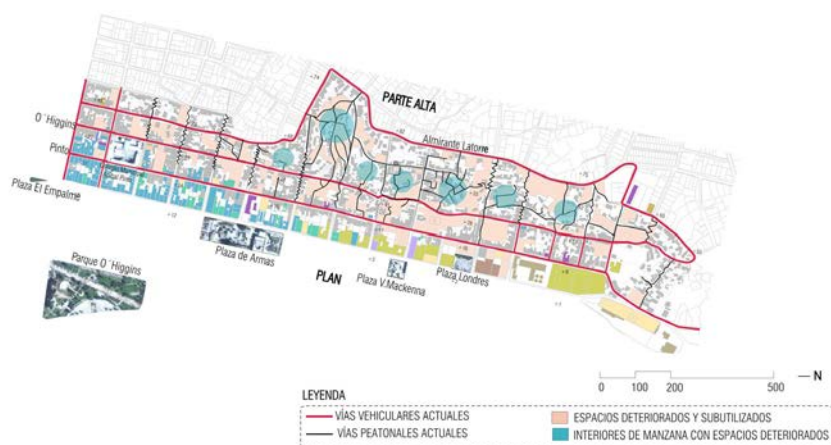 PARTE ALTA
Almirante Latorre
O´Higgins
Pinto
Plaza El Empalme
Plaza de Armas
PLAN
Plaza V.Mackenna
Plaza Londres
Parque O´Higgins
N
0 100 200 500
LEYENDA
VÍAS VEHICULARES ACTUALES
VÍAS PEATONALES ACTUALES
ESPACIOS DETERIORADOS Y SUBUTILIZADOS
INTERIORES DE MANZANA CON ESPACIOS DETERIORADOS